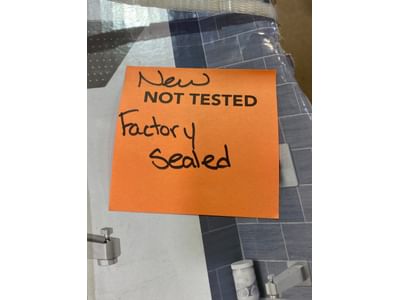 New
NOT TESTED
Factory
Sealed